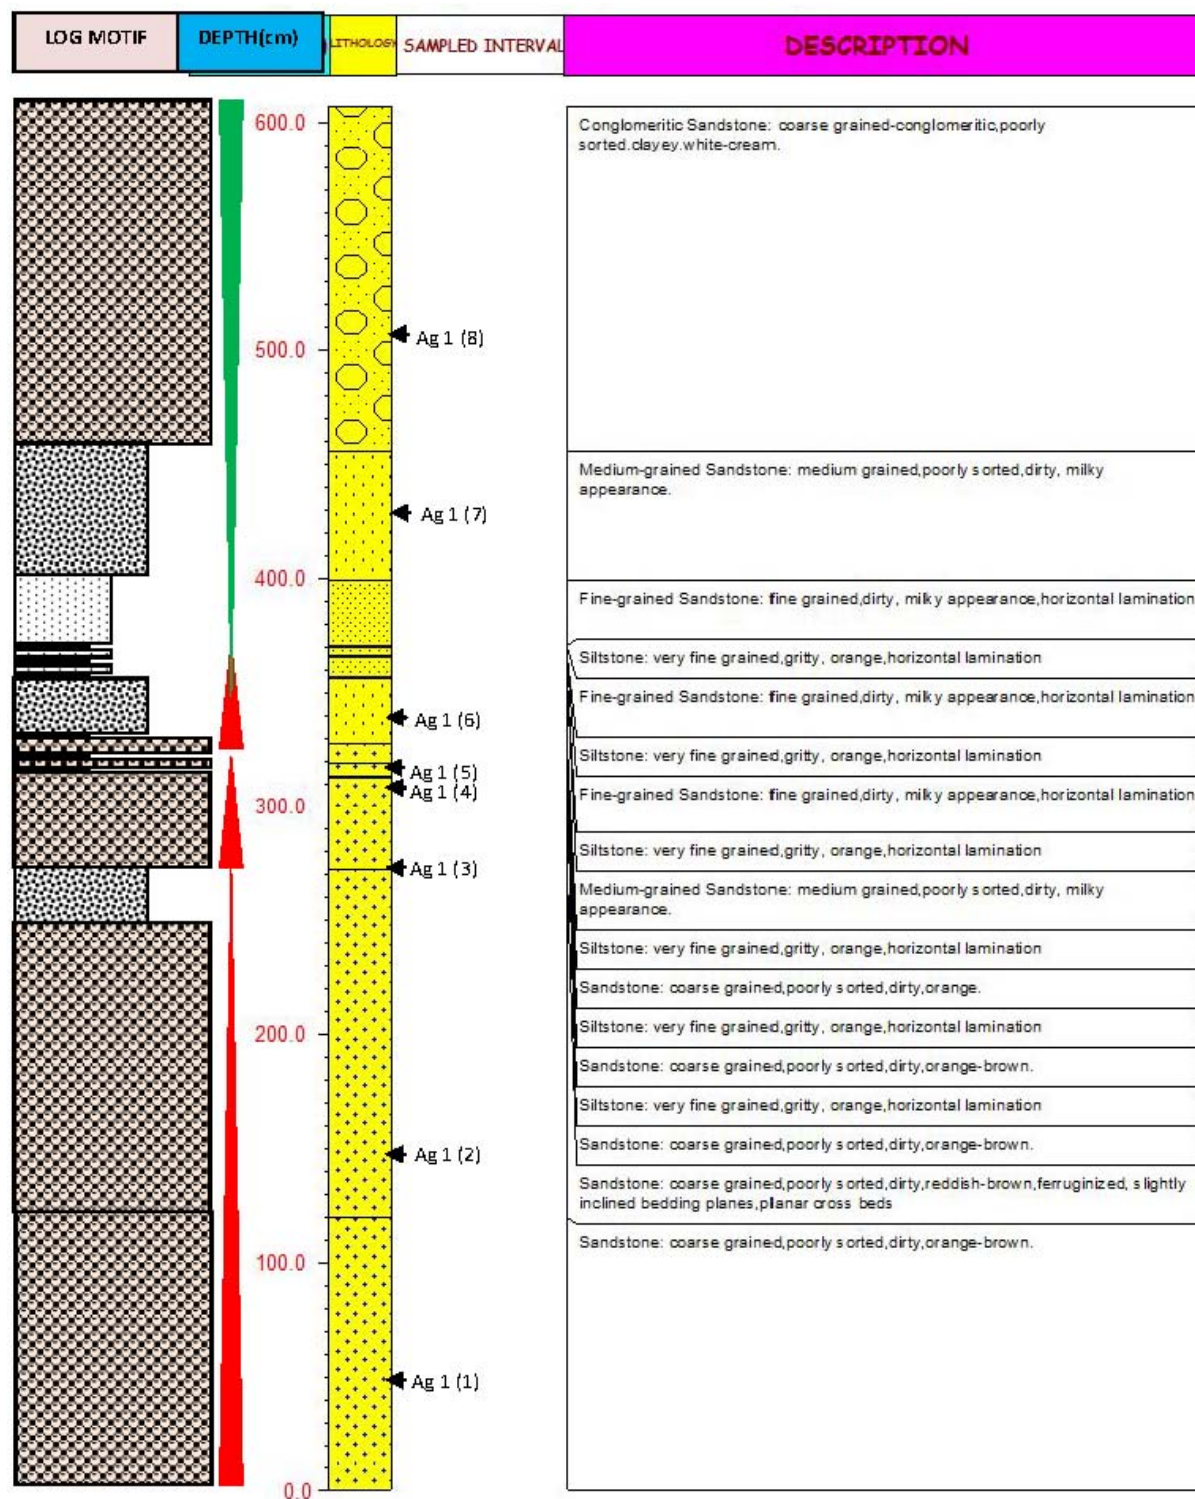 LOG MOTIF
DEPTH(cm)
LITHOLOGY
SAMPLED INTERVAL
DESCRIPTION
600.0
Conglomeritic Sandstone: coarse grained-conglomeritic,poorly
sorted.clayey.white-cream.
Ag 1 (8)
500.0
Medium-grained Sandstone: medium grained,poorly sorted,dirty, milky
appearance.
Ag 1 (7)
400.0
Fine-grained Sandstone: fine grained,dirty, milky appearance,horizontal lamination
Siltstone: very fine grained,gritty, orange,horizontal lamination
Fine-grained Sandstone: fine grained,dirty, milky appearance,horizontal lamination
Ag 1 (6)
Siltstone: very fine grained,gritty, orange,horizontal lamination
Ag 1 (5)
Ag 1 (4)
300.0
Fine-grained Sandstone: fine grained,dirty, milky appearance,horizontal lamination
Siltstone: very fine grained,gritty, orange,horizontal lamination
Ag 1 (3)
Medium-grained Sandstone: medium grained,poorly sorted,dirty, milky
appearance.
Siltstone: very fine grained,gritty, orange,horizontal lamination
Sandstone: coarse grained,poorly sorted,dirty,orange.
200.0
Siltstone: very fine grained,gritty, orange,horizontal lamination
Sandstone: coarse grained,poorly sorted,dirty,orange-brown.
Siltstone: very fine grained,gritty, orange,horizontal lamination
Sandstone: coarse grained,poorly sorted,dirty,orange-brown.
Ag 1 (2)
Sandstone: coarse grained,poorly sorted,dirty,reddish-brown,ferruginized, slightly
inclined bedding planes,planar cross beds
Sandstone: coarse grained,poorly sorted,dirty,orange-brown.
100.0
Ag 1 (1)
0.0